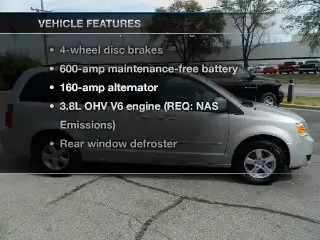 VEHICLE FEATURES
• 4-wheel disc brakes
• 600-amp maintenance-free battery
• 160-amp alternator
• 3.8L OHV V6 engine (REQ: NAS
Emissions)
• Rear window defroster